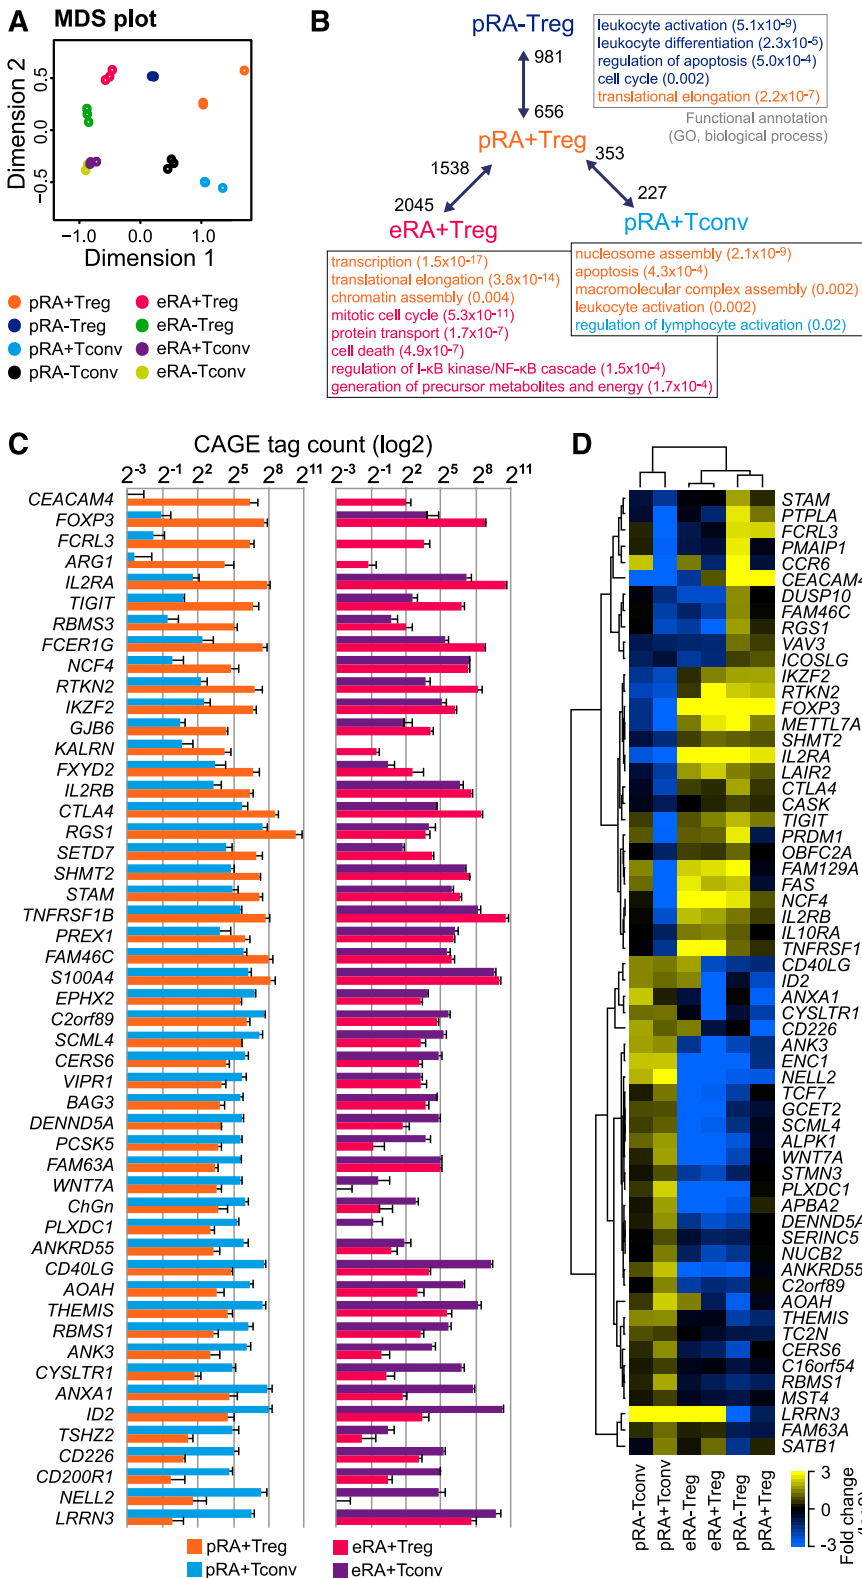 A
MDS plot
Dimension 2
0.5
0.0
−0.5
−1.0
0.0
1.0
Dimension 1
pRA+Treg
pRA-Treg
pRA+Tconv
pRA-Tconv
eRA+Treg
eRA-Treg
eRA+Tconv
eRA-Tconv
B
pRA-Treg
981
656
pRA+Treg
1538
2045
eRA+Treg
353
227
pRA+Tconv
leukocyte activation (5.1x10-9)
leukocyte differentiation (2.3x10-5)
regulation of apoptosis (5.0x10-4)
cell cycle (0.002)
translational elongation (2.2x10-7)
Functional annotation
(GO, biological process)
transcription (1.5x10-17)
translational elongation (3.8x10-14)
chromatin assembly (0.004)
mitotic cell cycle (5.3x10-11)
protein transport (1.7x10-7)
cell death (4.9x10-7)
regulation of I-κB kinase/NF-κB cascade (1.5x10-4)
generation of precursor metabolites and energy (1.7x10-4)
nucleosome assembly (2.1x10-9)
apoptosis (4.3x10-4)
macromolecular complex assembly (0.002)
leukocyte activation (0.002)
regulation of lymphocyte activation (0.02)
C
CAGE tag count (log2)
2-3 2-1 22 25 28 211
2-3 2-1 22 25 28 211
CEACAM4
FOXP3
FCRL3
ARG1
IL2RA
TIGIT
RBMS3
FCER1G
NCF4
RTKN2
IKZF2
GJB6
KALRN
FXYD2
IL2RB
CTLA4
RGS1
SETD7
SHMT2
STAM
TNFRSF1B
PREX1
FAM46C
S100A4
EPHX2
C2orf89
SCML4
CERS6
VIPR1
BAG3
DENND5A
PCSK5
FAM63A
WNT7A
ChGn
PLXDC1
ANKRD55
CD40LG
AOAH
THEMIS
RBMS1
ANK3
CYSLTR1
ANXA1
ID2
TSHZ2
CD226
CD200R1
NELL2
LRRN3
pRA+Treg
pRA+Tconv
eRA+Treg
eRA+Tconv
D
STAM
PTPLA
FCRL3
PMAIP1
CCR6
CEACAM4
DUSP10
FAM46C
RGS1
VAV3
ICOSLG
IKZF2
RTKN2
FOXP3
METTL7A
SHMT2
IL2RA
LAIR2
CTLA4
CASK
TIGIT
PRDM1
OBFC2A
FAM129A
FAS
NCF4
IL2RB
IL10RA
TNFRSF1
CD40LG
ID2
ANXA1
CYSLTR1
CD226
ANK3
ENC1
NELL2
TCF7
GCET2
SCML4
ALPK1
WNT7A
STMN3
PLXDC1
APBA2
DENND5A
SERINC5
NUCB2
ANKRD55
C2orf89
AOAH
THEMIS
TC2N
CERS6
C16orf54
RBMS1
MST4
LRRN3
FAM63A
SATB1
pRA-Tconv
pRA+Tconv
eRA-Treg
eRA+Treg
pRA-Treg
pRA+Treg
3
0
-3
Fold change